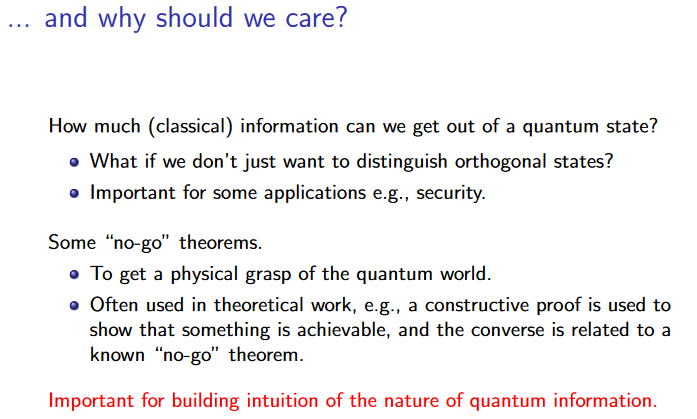 ... and why should we care?
How much (classical) information can we get out of a quantum state?
What if we don't just want to distinguish orthogonal states?
Important for some applications e.g., security.
Some “no-go” theorems.
To get a physical grasp of the quantum world.
Often used in theoretical work, e.g., a constructive proof is used to
show that something is achievable, and the converse is related to a
known “no-go” theorem.
Important for building intuition of the nature of quantum information.